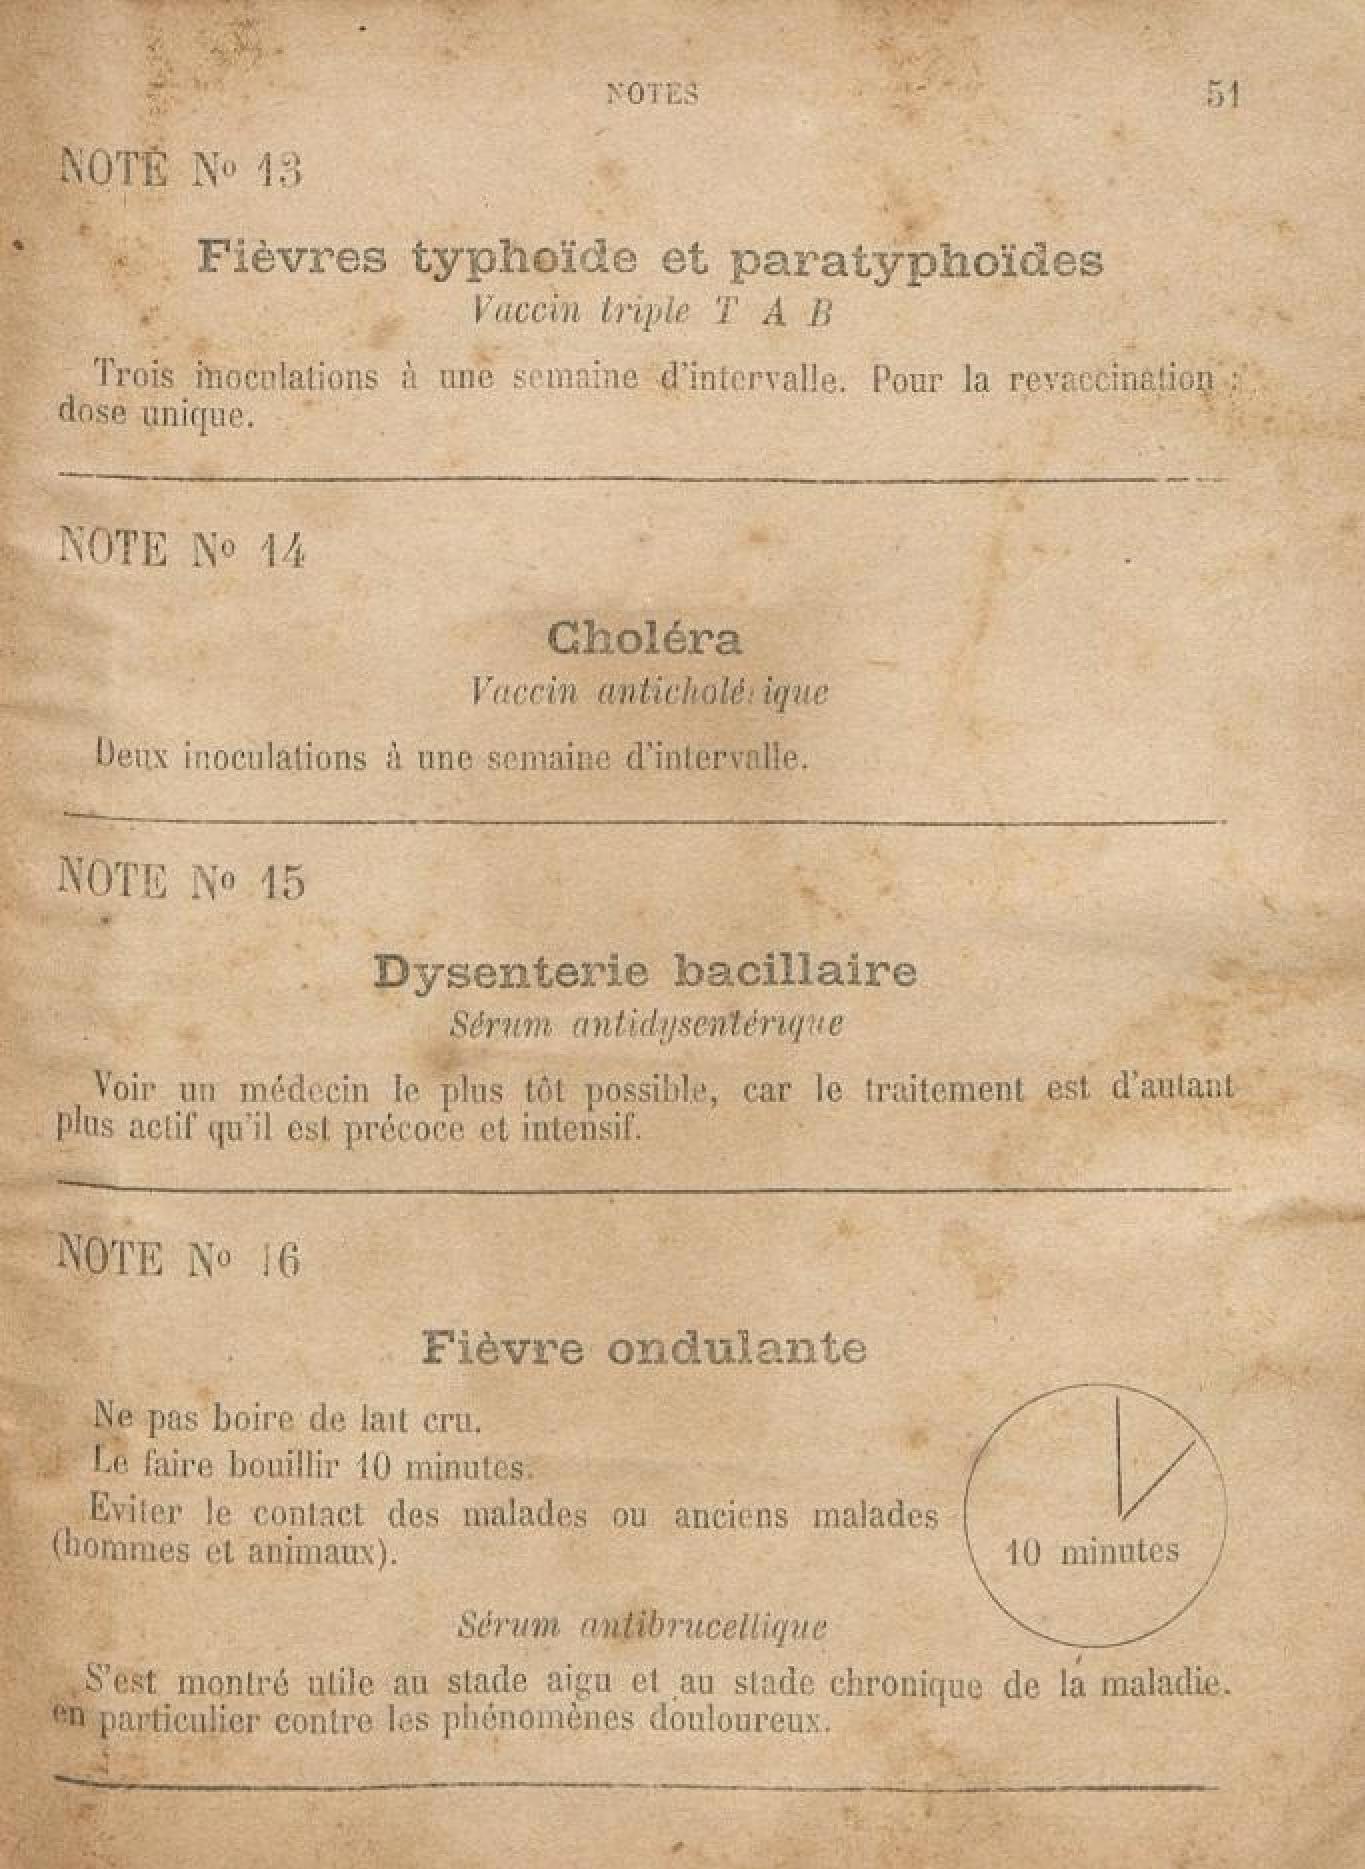 NOTES 51
NOTE No 13
Fièvres typhoïde et paratyphoïdes
Vaccin triple T A B
Trois inoculations à une semaine d'intervalle. Pour la revaccination :
dose unique.
NOTE No 14
Choléra
Vaccin anticholérique
Deux inoculations à une semaine d'intervalle.
NOTE No 15
Dysenterie bacillaire
Sérum antidysentérique
Voir un médecin le plus tôt possible, car le traitement est d'autant
plus actif qu'il est précoce et intensif.
NOTE No 16
Fièvre ondulante
Ne pas boire de lait cru.
Le faire bouillir 10 minutes.
Eviter le contact des malades ou anciens malades
(hommes et animaux).
10 minutes
Sérum antibrucellique
S'est montré utile au stade aigu et au stade chronique de la maladie.
en particulier contre les phénomènes douloureux.